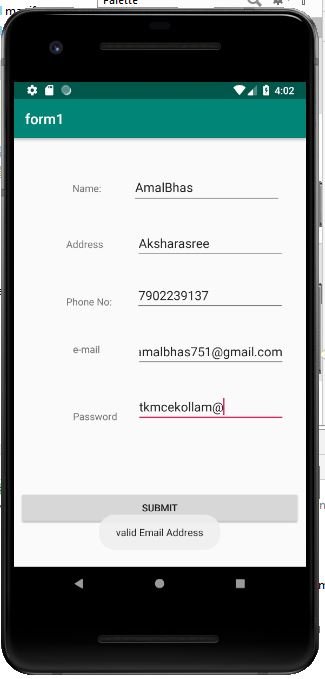 Palette
4:02
form1
Name: AmalBhas
Address Aksharasree
Phone No: 7902239137
e-mail malbhas751@gmail.com
Password tkmcekollam@
SUBMIT
valid Email Address